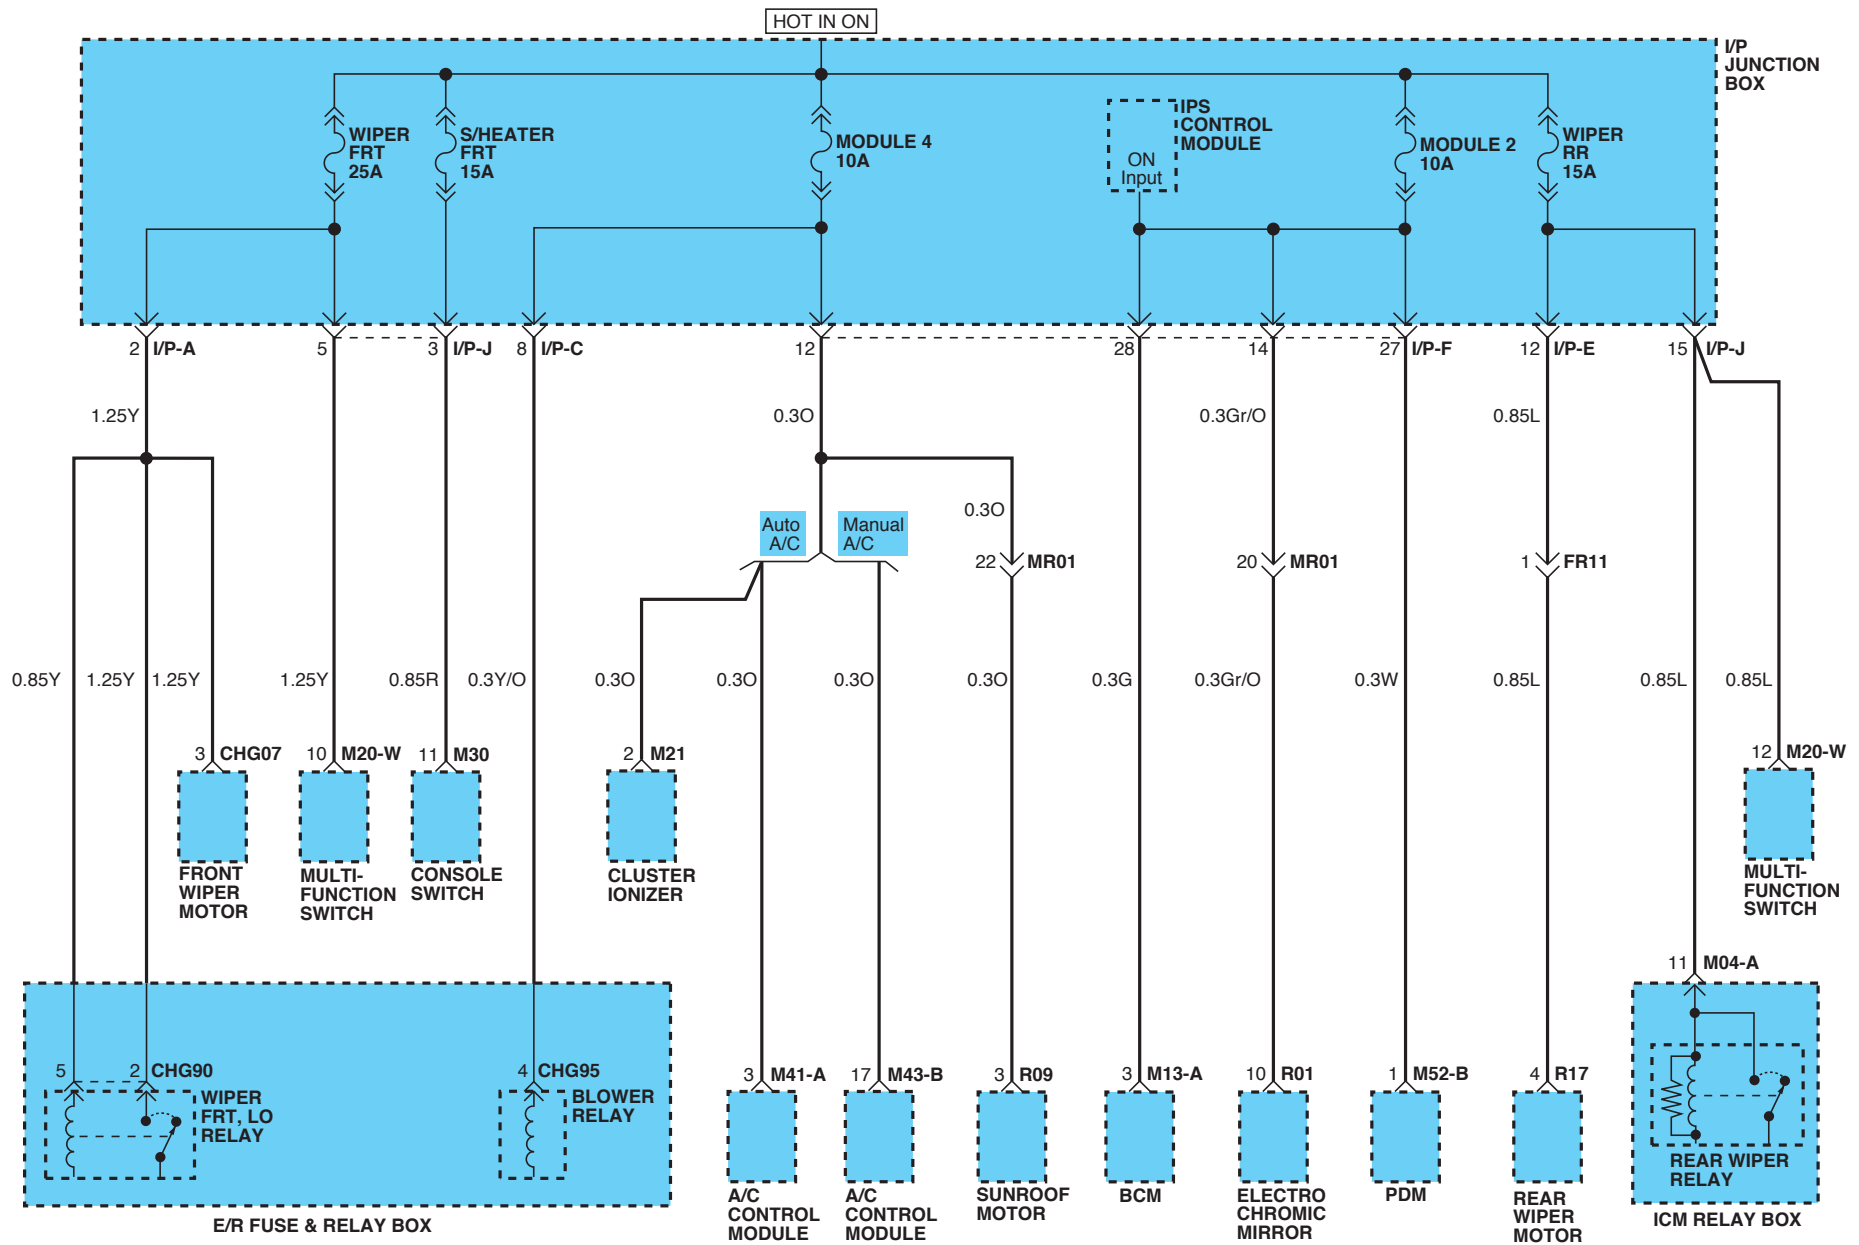 HOT IN ON
I/P
JUNCTION
BOX
WIPER
FRT
25A
S/HEATER
FRT
15A
MODULE 4
10A
IPS
CONTROL
MODULE
ON
Input
MODULE 2
10A
WIPER
RR
15A
2 I/P-A
5
3 I/P-J
8 I/P-C
12
28
14
27 I/P-F
12 I/P-E
15 I/P-J
1.25Y
0.3O
0.3Gr/O
0.85L
Auto
A/C
Manual
A/C
0.3O
22 MR01
20 MR01
1 FR11
0.85Y
1.25Y
1.25Y
1.25Y
0.85R
0.3Y/O
0.3O
0.3O
0.3O
0.3O
0.3G
0.3Gr/O
0.3W
0.85L
0.85L
0.85L
3 CHG07
10 M20-W
11 M30
2 M21
12 M20-W
FRONT
WIPER
MOTOR
MULTI-
FUNCTION
SWITCH
CONSOLE
SWITCH
CLUSTER
IONIZER
MULTI-
FUNCTION
SWITCH
11 M04-A
5
2 CHG90
4 CHG95
3 M41-A
17 M43-B
3 R09
3 M13-A
10 R01
1 M52-B
4 R17
WIPER
FRT, LO
RELAY
BLOWER
RELAY
REAR WIPER
RELAY
A/C
CONTROL
MODULE
A/C
CONTROL
MODULE
SUNROOF
MOTOR
BCM
ELECTRO
CHROMIC
MIRROR
PDM
REAR
WIPER
MOTOR
E/R FUSE & RELAY BOX
ICM RELAY BOX